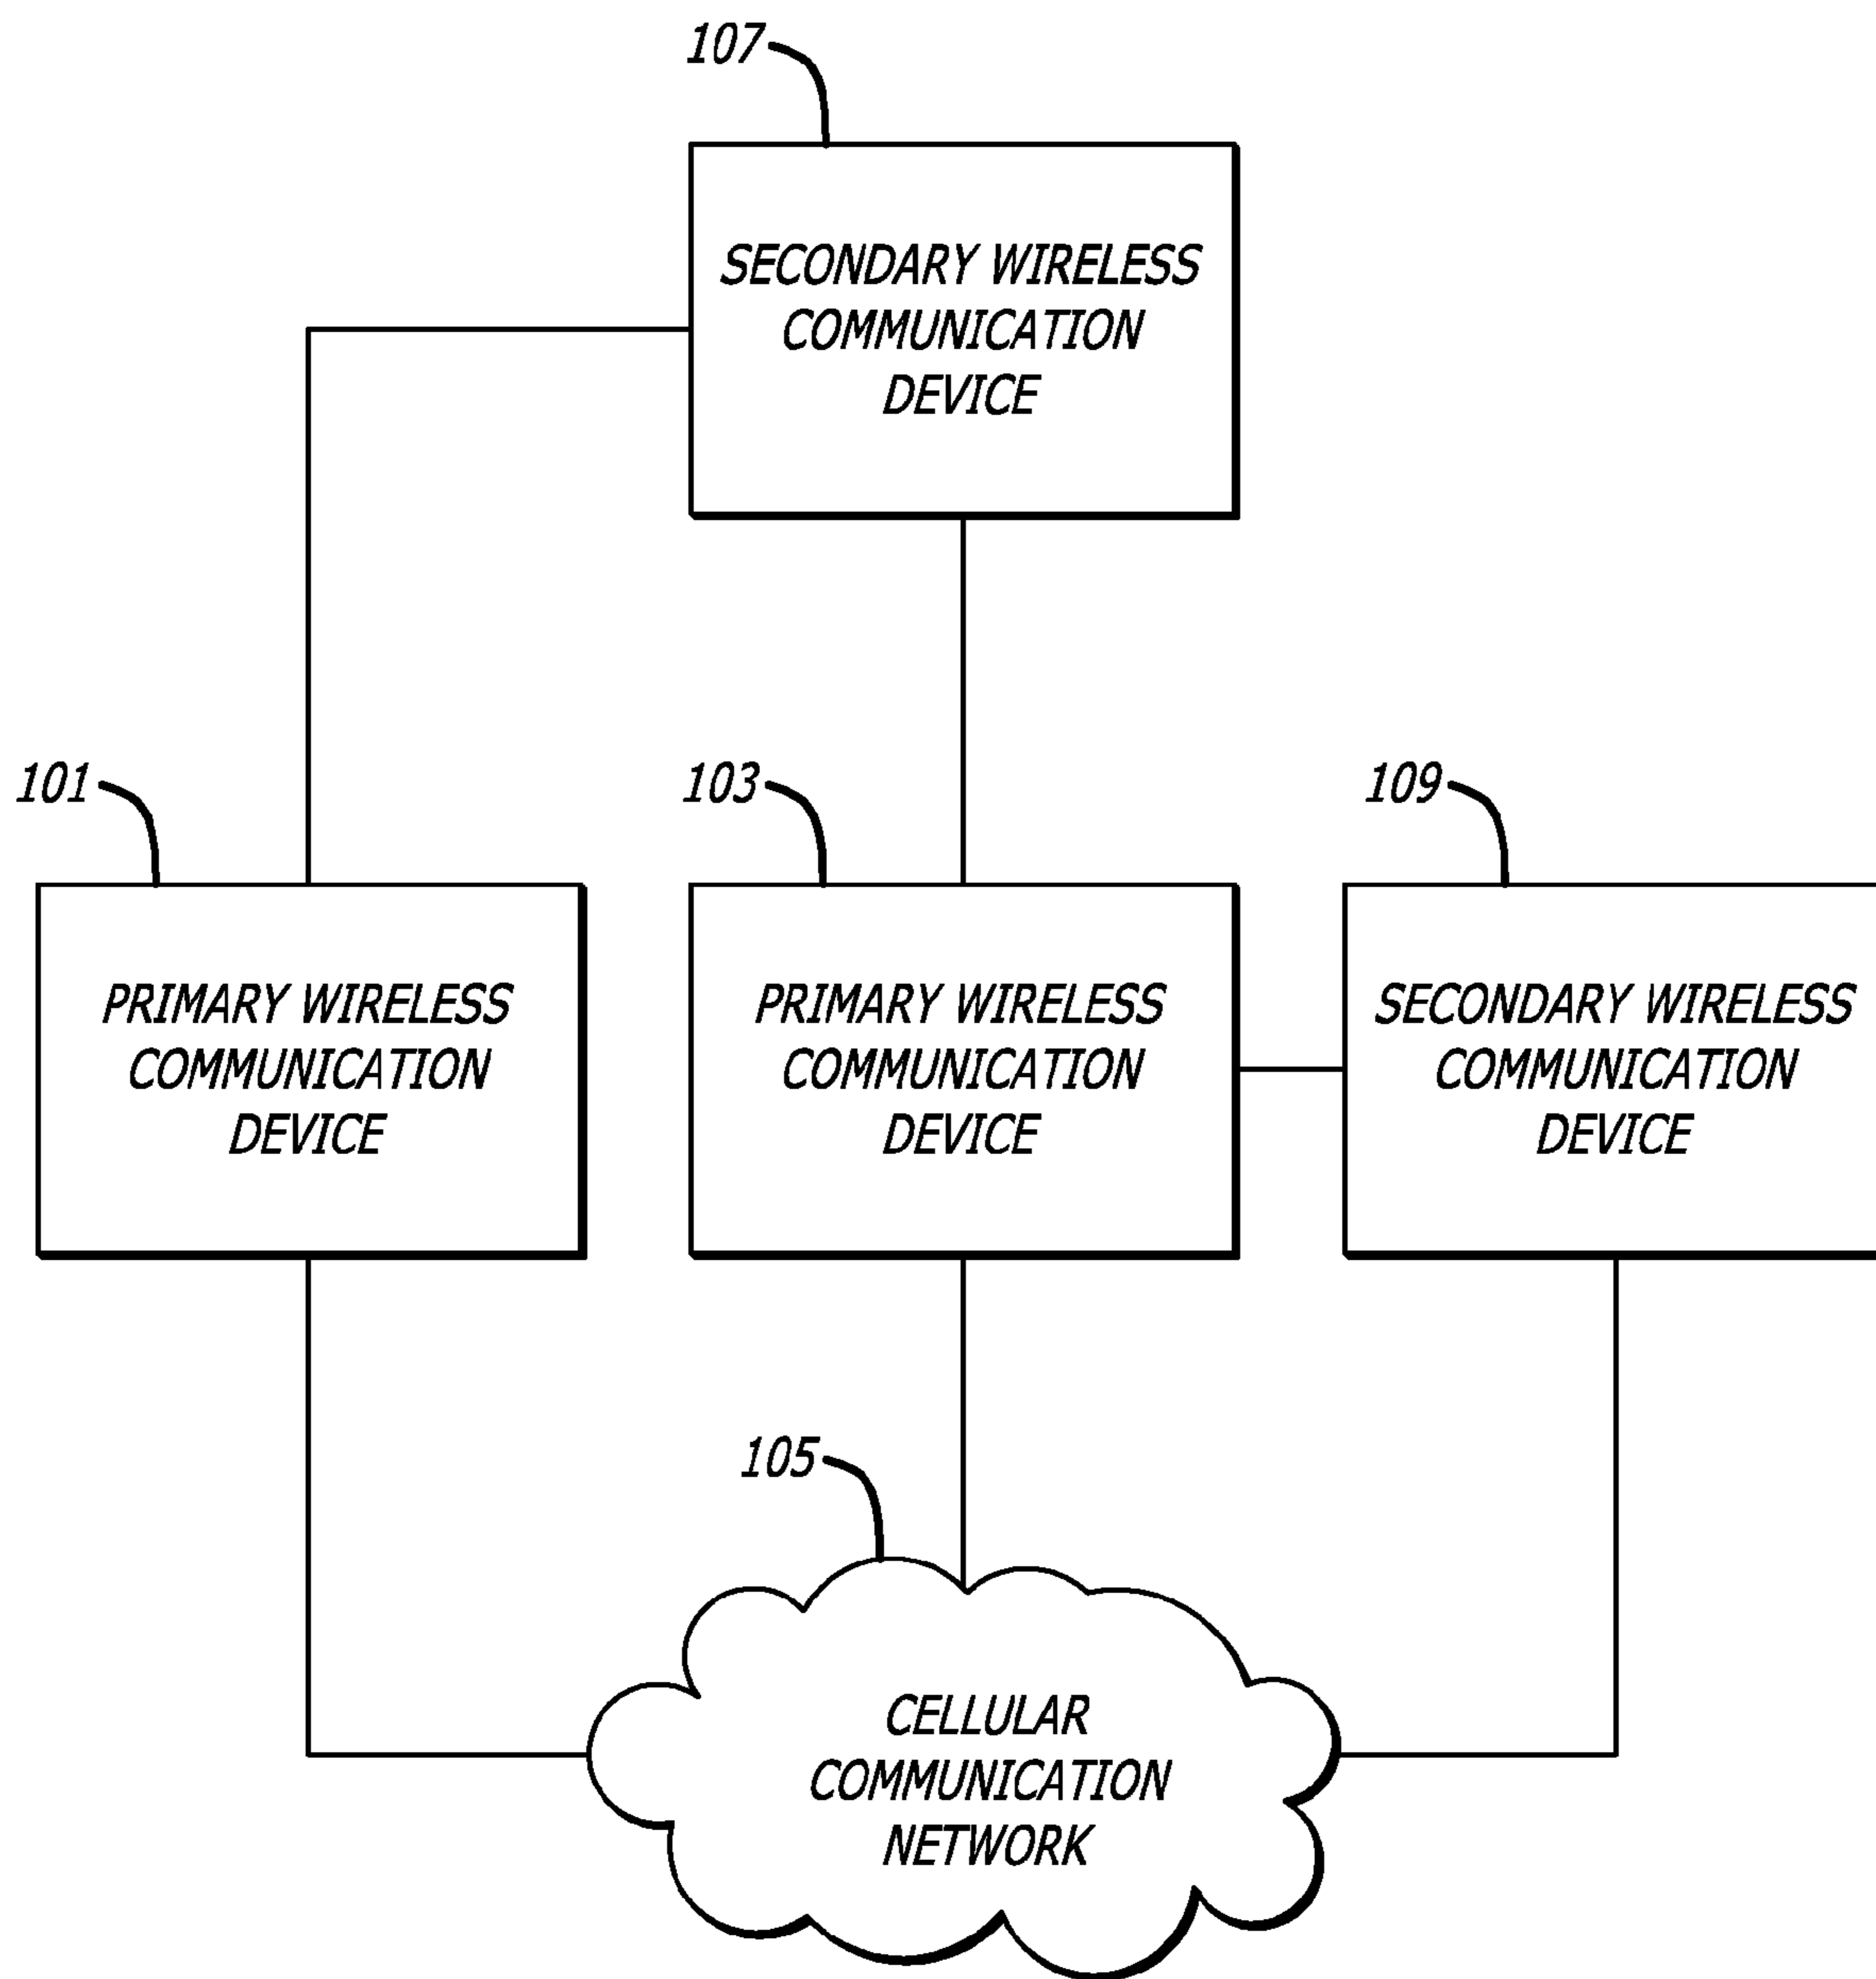 107
SECONDARY WIRELESS
COMMUNICATION
DEVICE
101
103
109
PRIMARY WIRELESS
COMMUNICATION
DEVICE
PRIMARY WIRELESS
COMMUNICATION
DEVICE
SECONDARY WIRELESS
COMMUNICATION
DEVICE
105
CELLULAR
COMMUNICATION
NETWORK